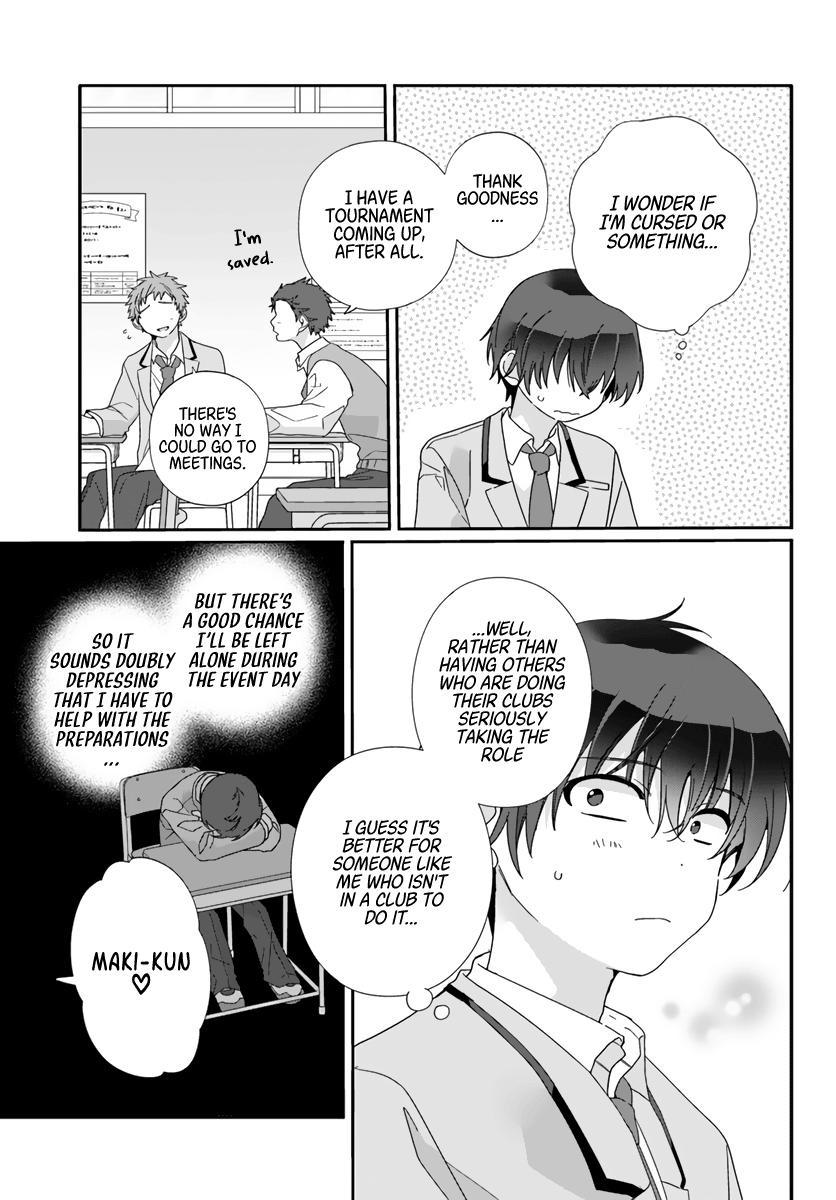 I WONDER IF
I'M CURSED OR
SOMETHING...
THANK
GOODNESS
...
I HAVE A
TOURNAMENT
COMING UP,
AFTER ALL.
I'm
saved.
THERE'S
NO WAY I
COULD GO TO
MEETINGS.
...WELL,
RATHER THAN
HAVING OTHERS
WHO ARE DOING
THEIR CLUBS
SERIOUSLY
TAKING THE
ROLE
I GUESS IT'S
BETTER FOR
SOMEONE LIKE
ME WHO ISN'T
IN A CLUB TO
DO IT...
BUT THERE'S
A GOOD CHANCE
I'LL BE LEFT
ALONE DURING
THE EVENT DAY
SO IT
SOUNDS DOUBLY
DEPRESSING
THAT I HAVE TO
HELP WITH THE
PREPARATIONS
...
MAKI-KUN
♡